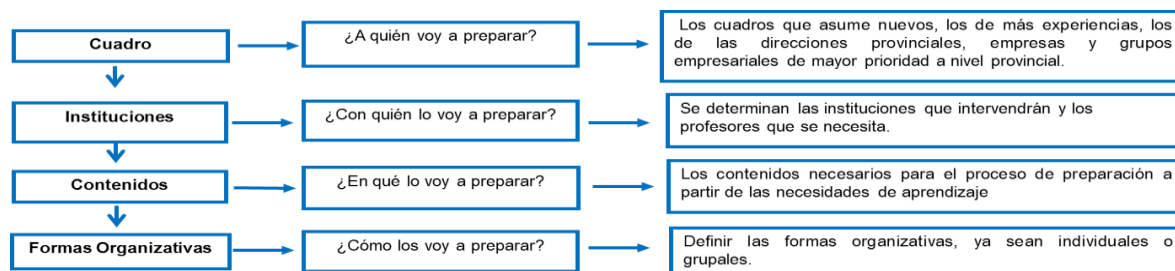 Cuadro
¿A quién voy a preparar?
Los cuadros que asume nuevos, los de más experiencias, los
de las direcciones provinciales, empresas y grupos
empresariales de mayor prioridad a nivel provincial.
Instituciones
¿Con quién lo voy a preparar?
Se determinan las instituciones que intervendrán y los
profesores que se necesita.
Contenidos
¿En qué lo voy a preparar?
Los contenidos necesarios para el proceso de preparación a
partir de las necesidades de aprendizaje
Formas Organizativas
¿Cómo los voy a preparar?
Definir las formas organizativas, ya sean individuales o
grupales.